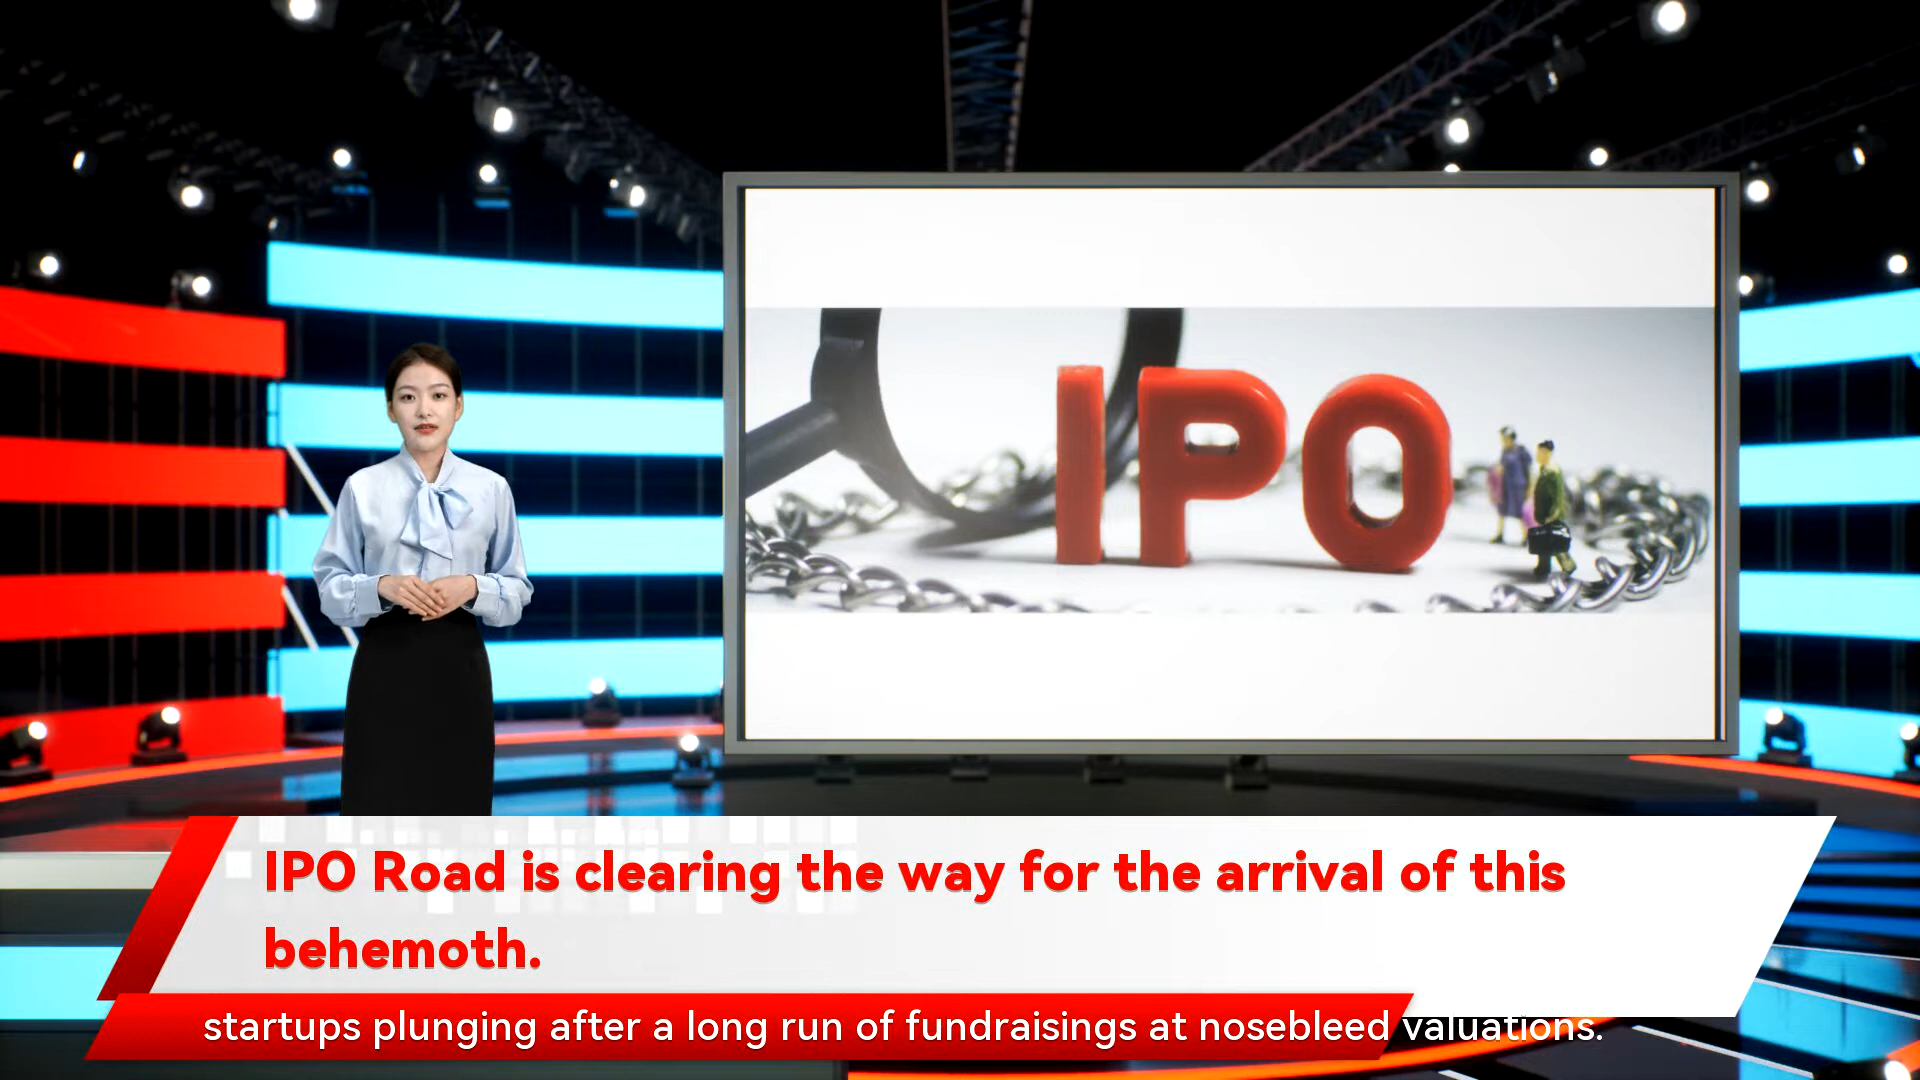 IPO
IPO Road is clearing the way for the arrival of this
behemoth.
startups plunging after a long run of fundraisings at nosebleed valuations.